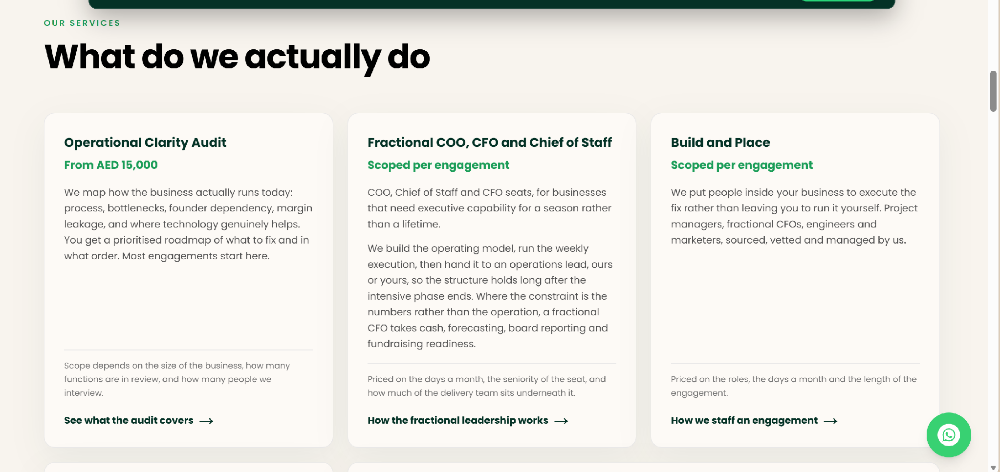 OUR SERVICES
What do we actually do
Operational Clarity Audit
From AED 15,000
We map how the business actually runs today:
process, bottlenecks, founder dependency, margin
leakage, and where technology genuinely helps.
You get a prioritised roadmap of what to fix and in
what order. Most engagements start here.
Scope depends on the size of the business, how many
functions are in review, and how many people we
interview.
See what the audit covers →
Fractional COO, CFO and Chief of Staff
Scoped per engagement
COO, Chief of Staff and CFO seats, for businesses
that need executive capability for a season rather
than a lifetime.
We build the operating model, run the weekly
execution, then hand it to an operations lead, ours
or yours, so the structure holds long after the
intensive phase ends. Where the constraint is the
numbers rather than the operation, a fractional
CFO takes cash, forecasting, board reporting and
fundraising readiness.
Priced on the days a month, the seniority of the seat, and
how much of the delivery team sits underneath it.
How the fractional leadership works →
Build and Place
Scoped per engagement
We put people inside your business to execute the
fix rather than leaving you to run it yourself. Project
managers, fractional CFOs, engineers and
marketers, sourced, vetted and managed by us.
Priced on the roles, the days a month and the length of the
engagement.
How we staff an engagement →